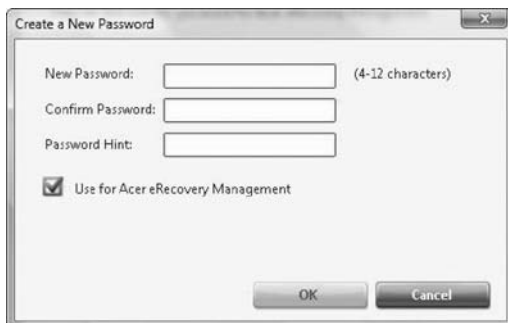 Create a New Password
New Password: (4-12 characters)
Confirm Password:
Password Hint:
Use for Acer eRecovery Management
OK Cancel